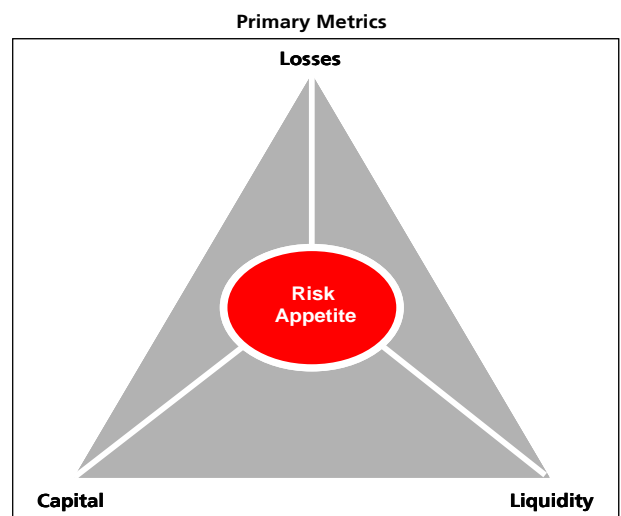 Primary Metrics
Losses
Risk
Appetite
Capital
Liquidity